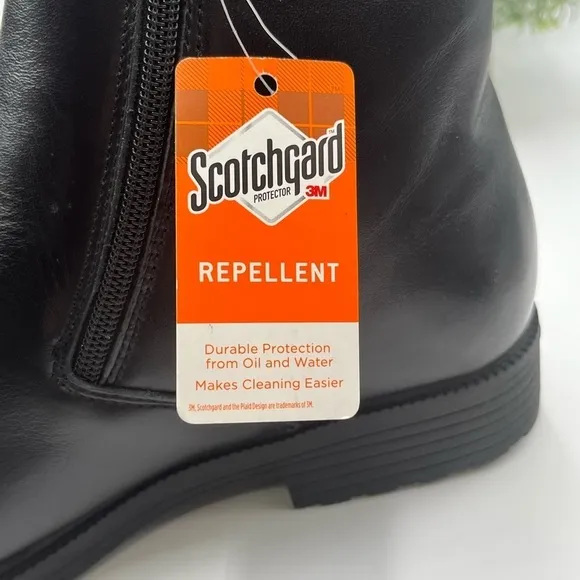 Scotchgard™
PROTECTOR 3M
REPELLENT
Durable Protection
from Oil and Water
Makes Cleaning Easier
3M, Scotchgard and the Plaid Design are trademarks of 3M.